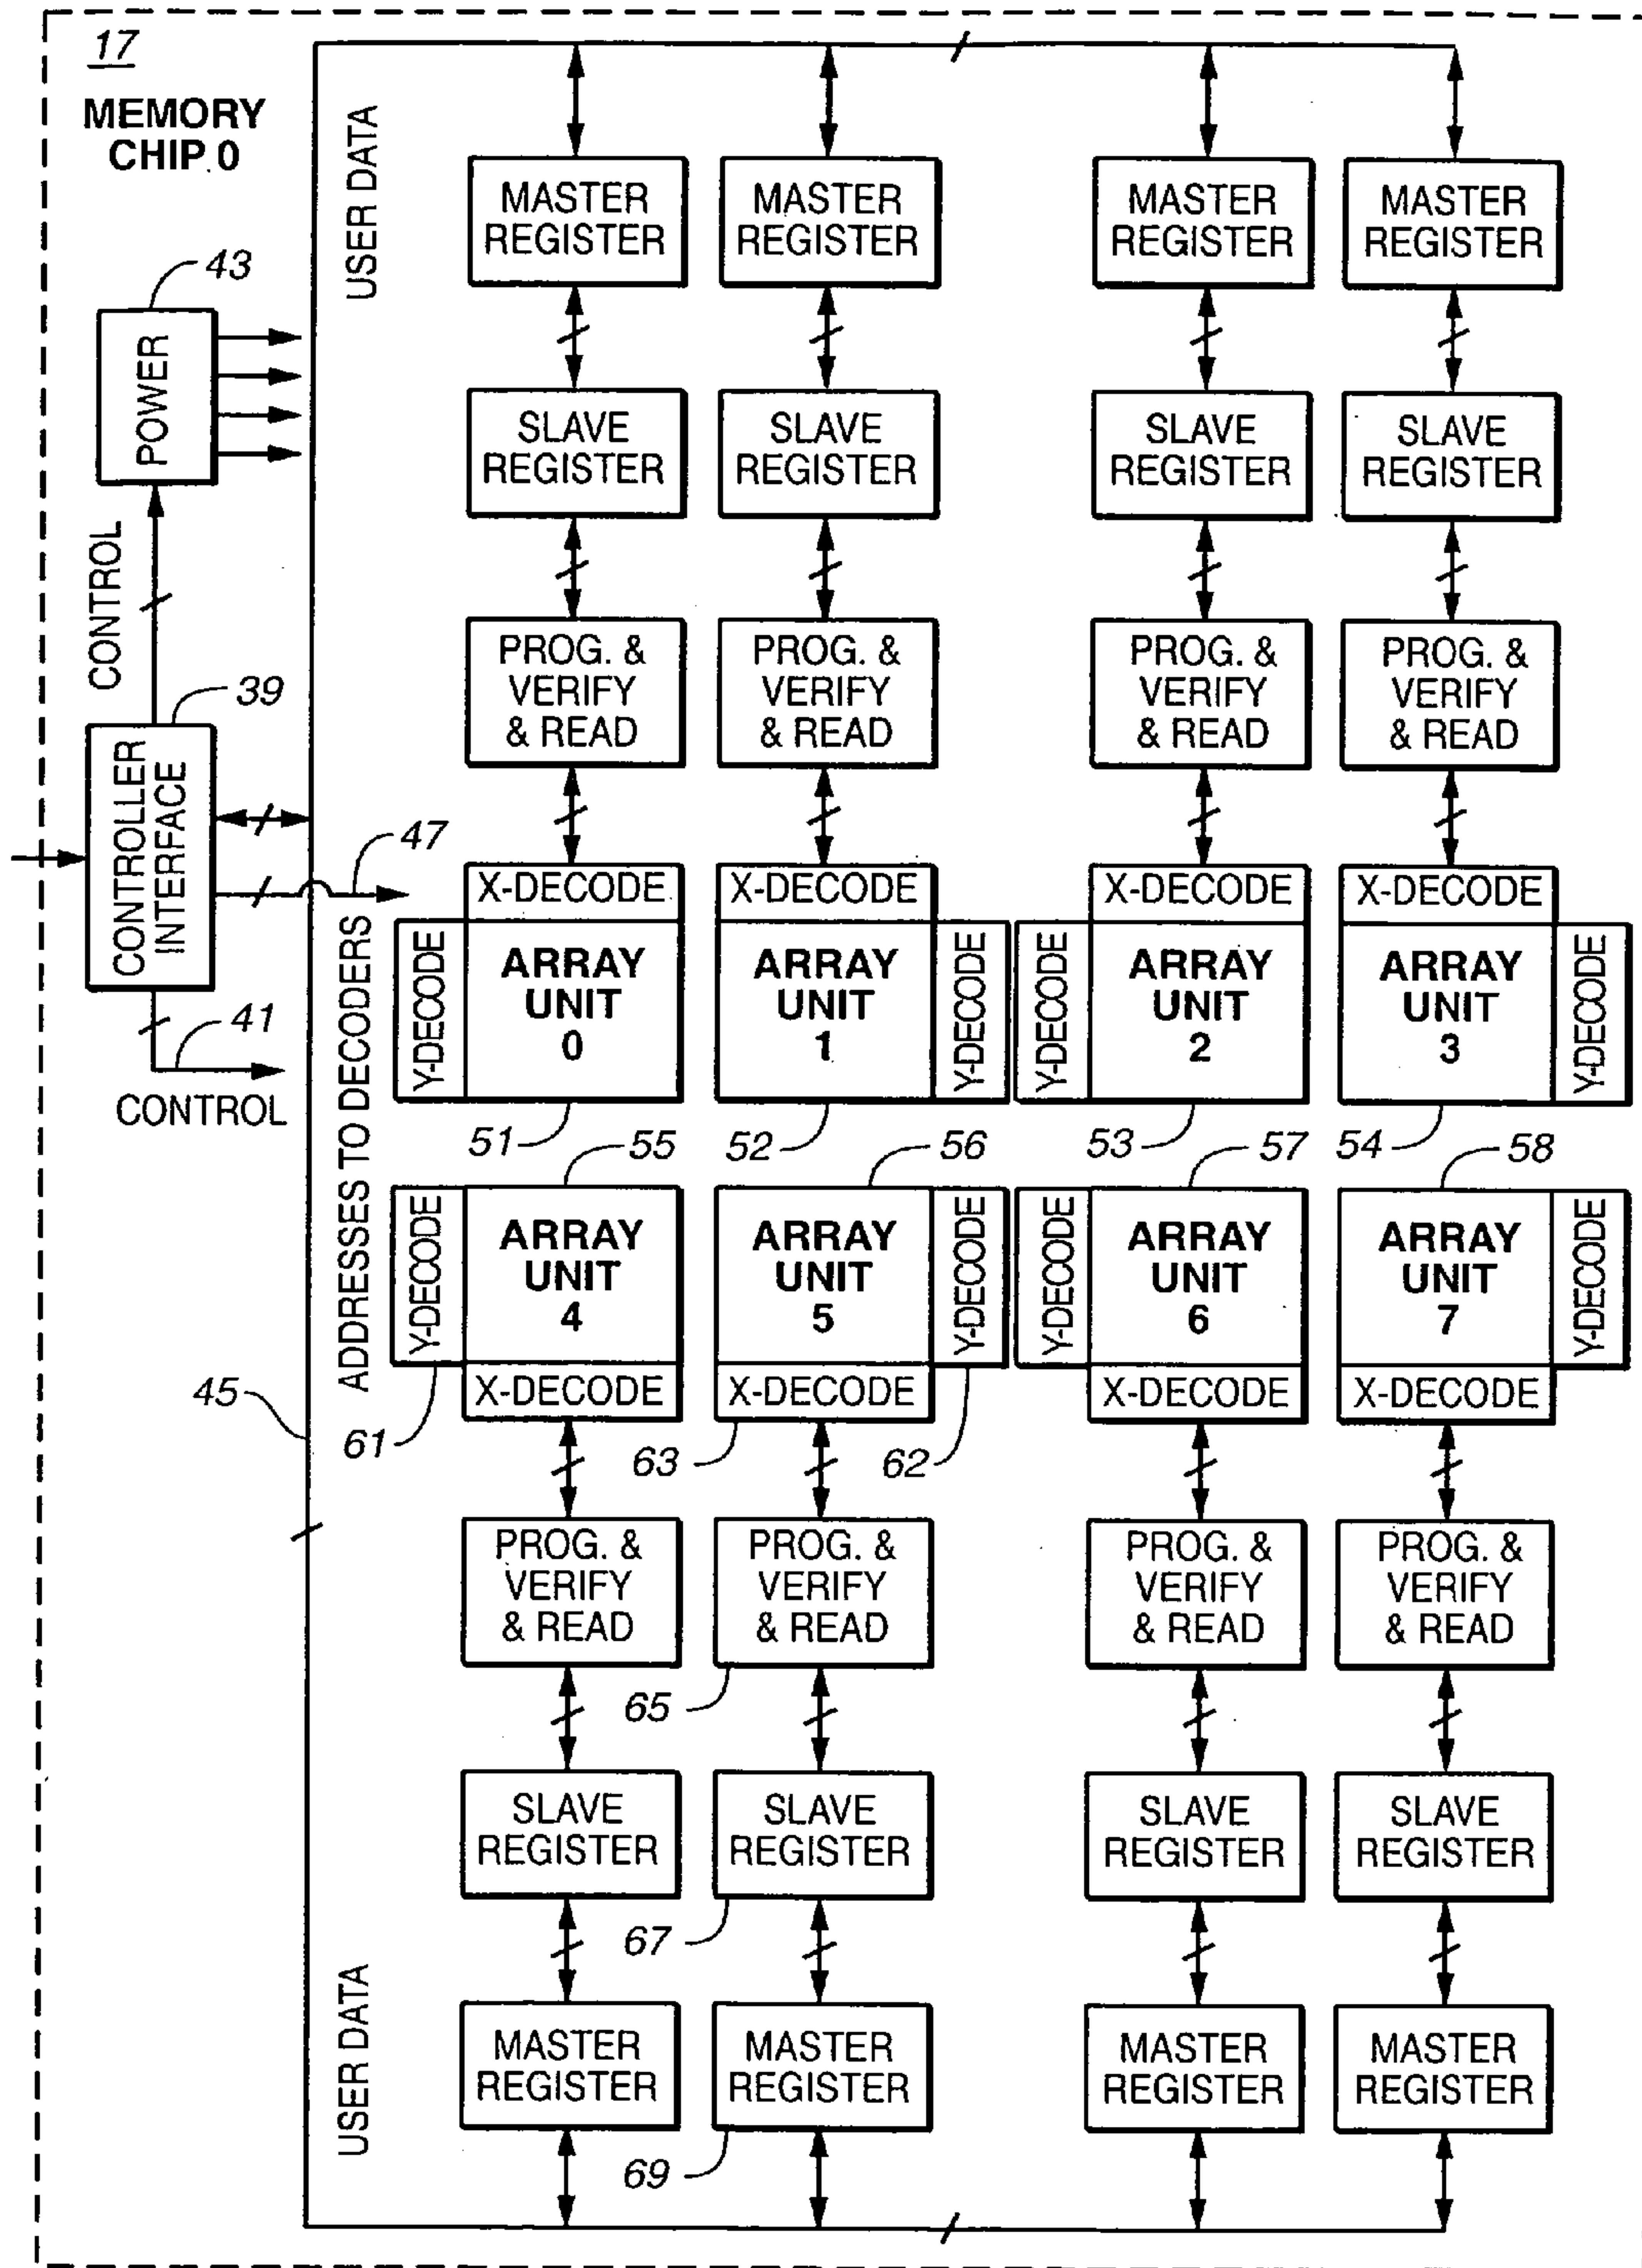 17
MEMORY
CHIP 0
USER DATA
MASTER
REGISTER
MASTER
REGISTER
MASTER
REGISTER
MASTER
REGISTER
43
POWER
SLAVE
REGISTER
SLAVE
REGISTER
SLAVE
REGISTER
SLAVE
REGISTER
CONTROL
PROG. &
VERIFY
& READ
PROG. &
VERIFY
& READ
PROG. &
VERIFY
& READ
PROG. &
VERIFY
& READ
39
CONTROLLER
INTERFACE
47
41
CONTROL
ADDRESSES TO DECODERS
X-DECODE
X-DECODE
X-DECODE
X-DECODE
Y-DECODE
ARRAY
UNIT
0
ARRAY
UNIT
1
Y-DECODE
Y-DECODE
ARRAY
UNIT
2
ARRAY
UNIT
3
Y-DECODE
51
52
53
54
55
56
57
58
Y-DECODE
ARRAY
UNIT
4
ARRAY
UNIT
5
Y-DECODE
Y-DECODE
ARRAY
UNIT
6
ARRAY
UNIT
7
Y-DECODE
X-DECODE
X-DECODE
X-DECODE
X-DECODE
45
61
63
62
PROG. &
VERIFY
& READ
PROG. &
VERIFY
& READ
PROG. &
VERIFY
& READ
PROG. &
VERIFY
& READ
65
SLAVE
REGISTER
SLAVE
REGISTER
SLAVE
REGISTER
SLAVE
REGISTER
67
USER DATA
MASTER
REGISTER
MASTER
REGISTER
MASTER
REGISTER
MASTER
REGISTER
69